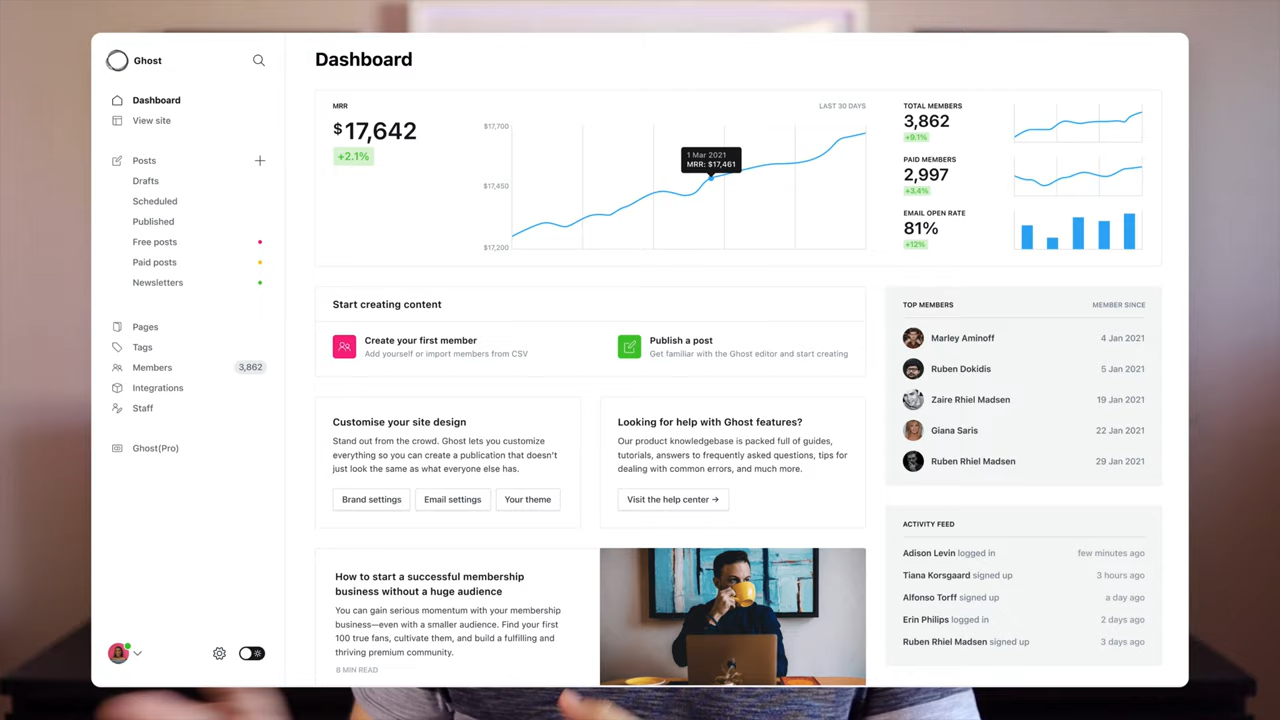 Ghost
Dashboard
View site
Posts
Drafts
Scheduled
Published
Free posts
Paid posts
Newsletters
Pages
Tags
Members
3,862
Integrations
Staff
Ghost(Pro)
Dashboard
MRR
$17,642
+2.1%
LAST 30 DAYS
$17,700
$17,450
$17,200
1 Mar 2021
MRR: $17,461
TOTAL MEMBERS
3,862
+9.1%
PAID MEMBERS
2,997
+3.4%
EMAIL OPEN RATE
81%
+12%
Start creating content
Create your first member
Add yourself or import members from CSV
Publish a post
Get familiar with the Ghost editor and start creating
Customise your site design
Stand out from the crowd. Ghost lets you customize
everything so you can create a publication that doesn't
just look the same as what everyone else has.
Brand settings
Email settings
Your theme
Looking for help with Ghost features?
Our product knowledgebase is packed full of guides,
tutorials, answers to frequently asked questions, tips for
dealing with common errors, and much more.
Visit the help center →
How to start a successful membership
business without a huge audience
You can gain serious momentum with your membership
business—even with a smaller audience. Find your first
100 true fans, cultivate them, and build a fulfilling and
thriving premium community.
8 MIN READ
TOP MEMBERS MEMBER SINCE
Marley Aminoff 4 Jan 2021
Ruben Dokidis 5 Jan 2021
Zaire Rhiel Madsen 19 Jan 2021
Giana Saris 22 Jan 2021
Ruben Rhiel Madsen 29 Jan 2021
ACTIVITY FEED
Adison Levin logged in few minutes ago
Tiana Korsgaard signed up 3 hours ago
Alfonso Torff signed up a day ago
Erin Philips logged in 2 days ago
Ruben Rhiel Madsen signed up 3 days ago